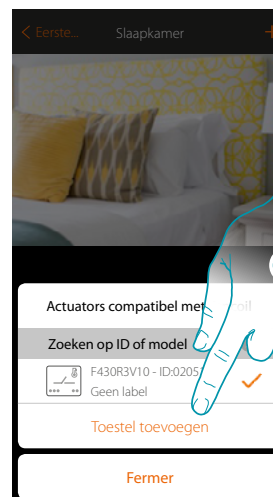 Eerste...
Slaapkamer
Actuators compatibel met
Zoeken op ID of model
F430R3V10 - ID:0205
Geen label
Toestel toevoegen
Fermer